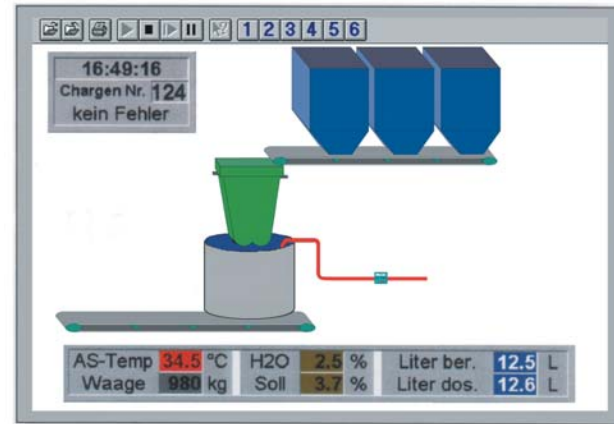 1 2 3 4 5 6
16:49:16
Chargen Nr. 124
kein Fehler
AS-Temp 34.5 °C H2O 2.5 % Liter ber. 12.5 L
Waage 980 kg Soll 3.7 % Liter dos. 12.6 L